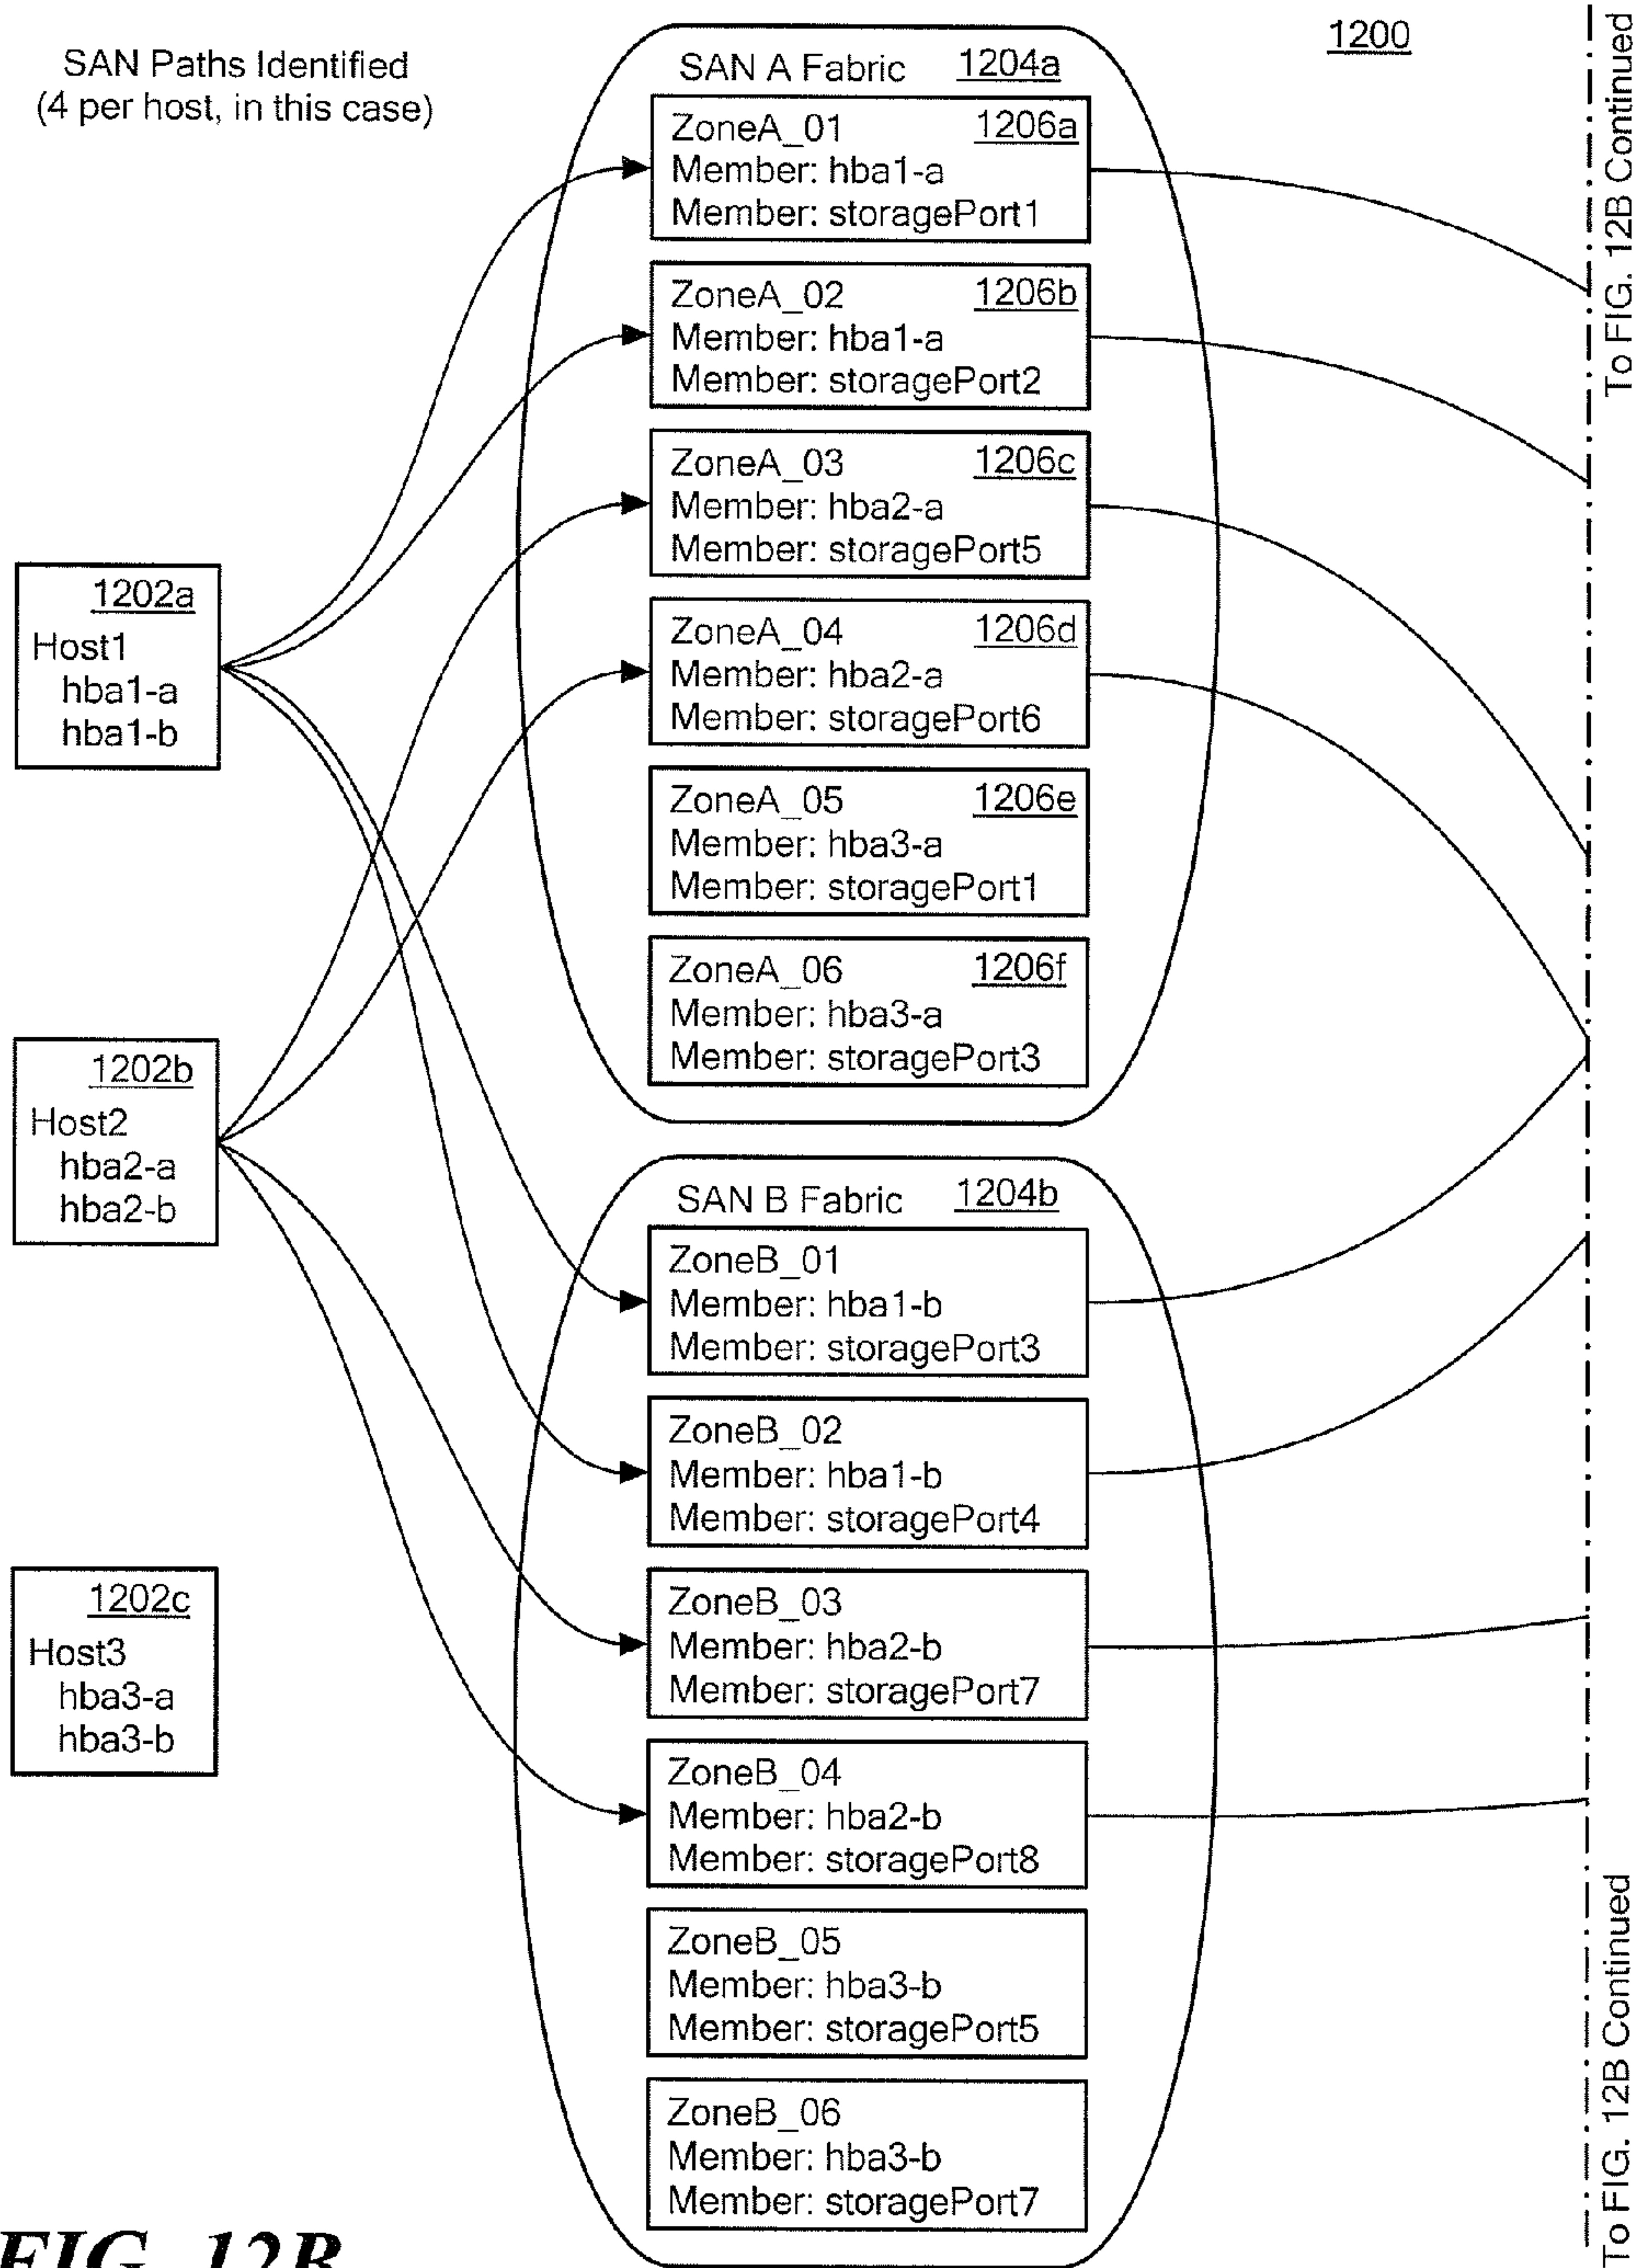 1200
SAN Paths Identified
(4 per host, in this case)
1202a
Host1
hba1-a
hba1-b
1202b
Host2
hba2-a
hba2-b
1202c
Host3
hba3-a
hba3-b
SAN A Fabric 1204a
ZoneA_01 1206a
Member: hba1-a
Member: storagePort1
ZoneA_02 1206b
Member: hba1-a
Member: storagePort2
ZoneA_03 1206c
Member: hba2-a
Member: storagePort5
ZoneA_04 1206d
Member: hba2-a
Member: storagePort6
ZoneA_05 1206e
Member: hba3-a
Member: storagePort1
ZoneA_06 1206f
Member: hba3-a
Member: storagePort3
SAN B Fabric 1204b
ZoneB_01
Member: hba1-b
Member: storagePort3
ZoneB_02
Member: hba1-b
Member: storagePort4
ZoneB_03
Member: hba2-b
Member: storagePort7
ZoneB_04
Member: hba2-b
Member: storagePort8
ZoneB_05
Member: hba3-b
Member: storagePort5
ZoneB_06
Member: hba3-b
Member: storagePort7
To FIG. 12B Continued
To FIG. 12B Continued
FIG. 12B